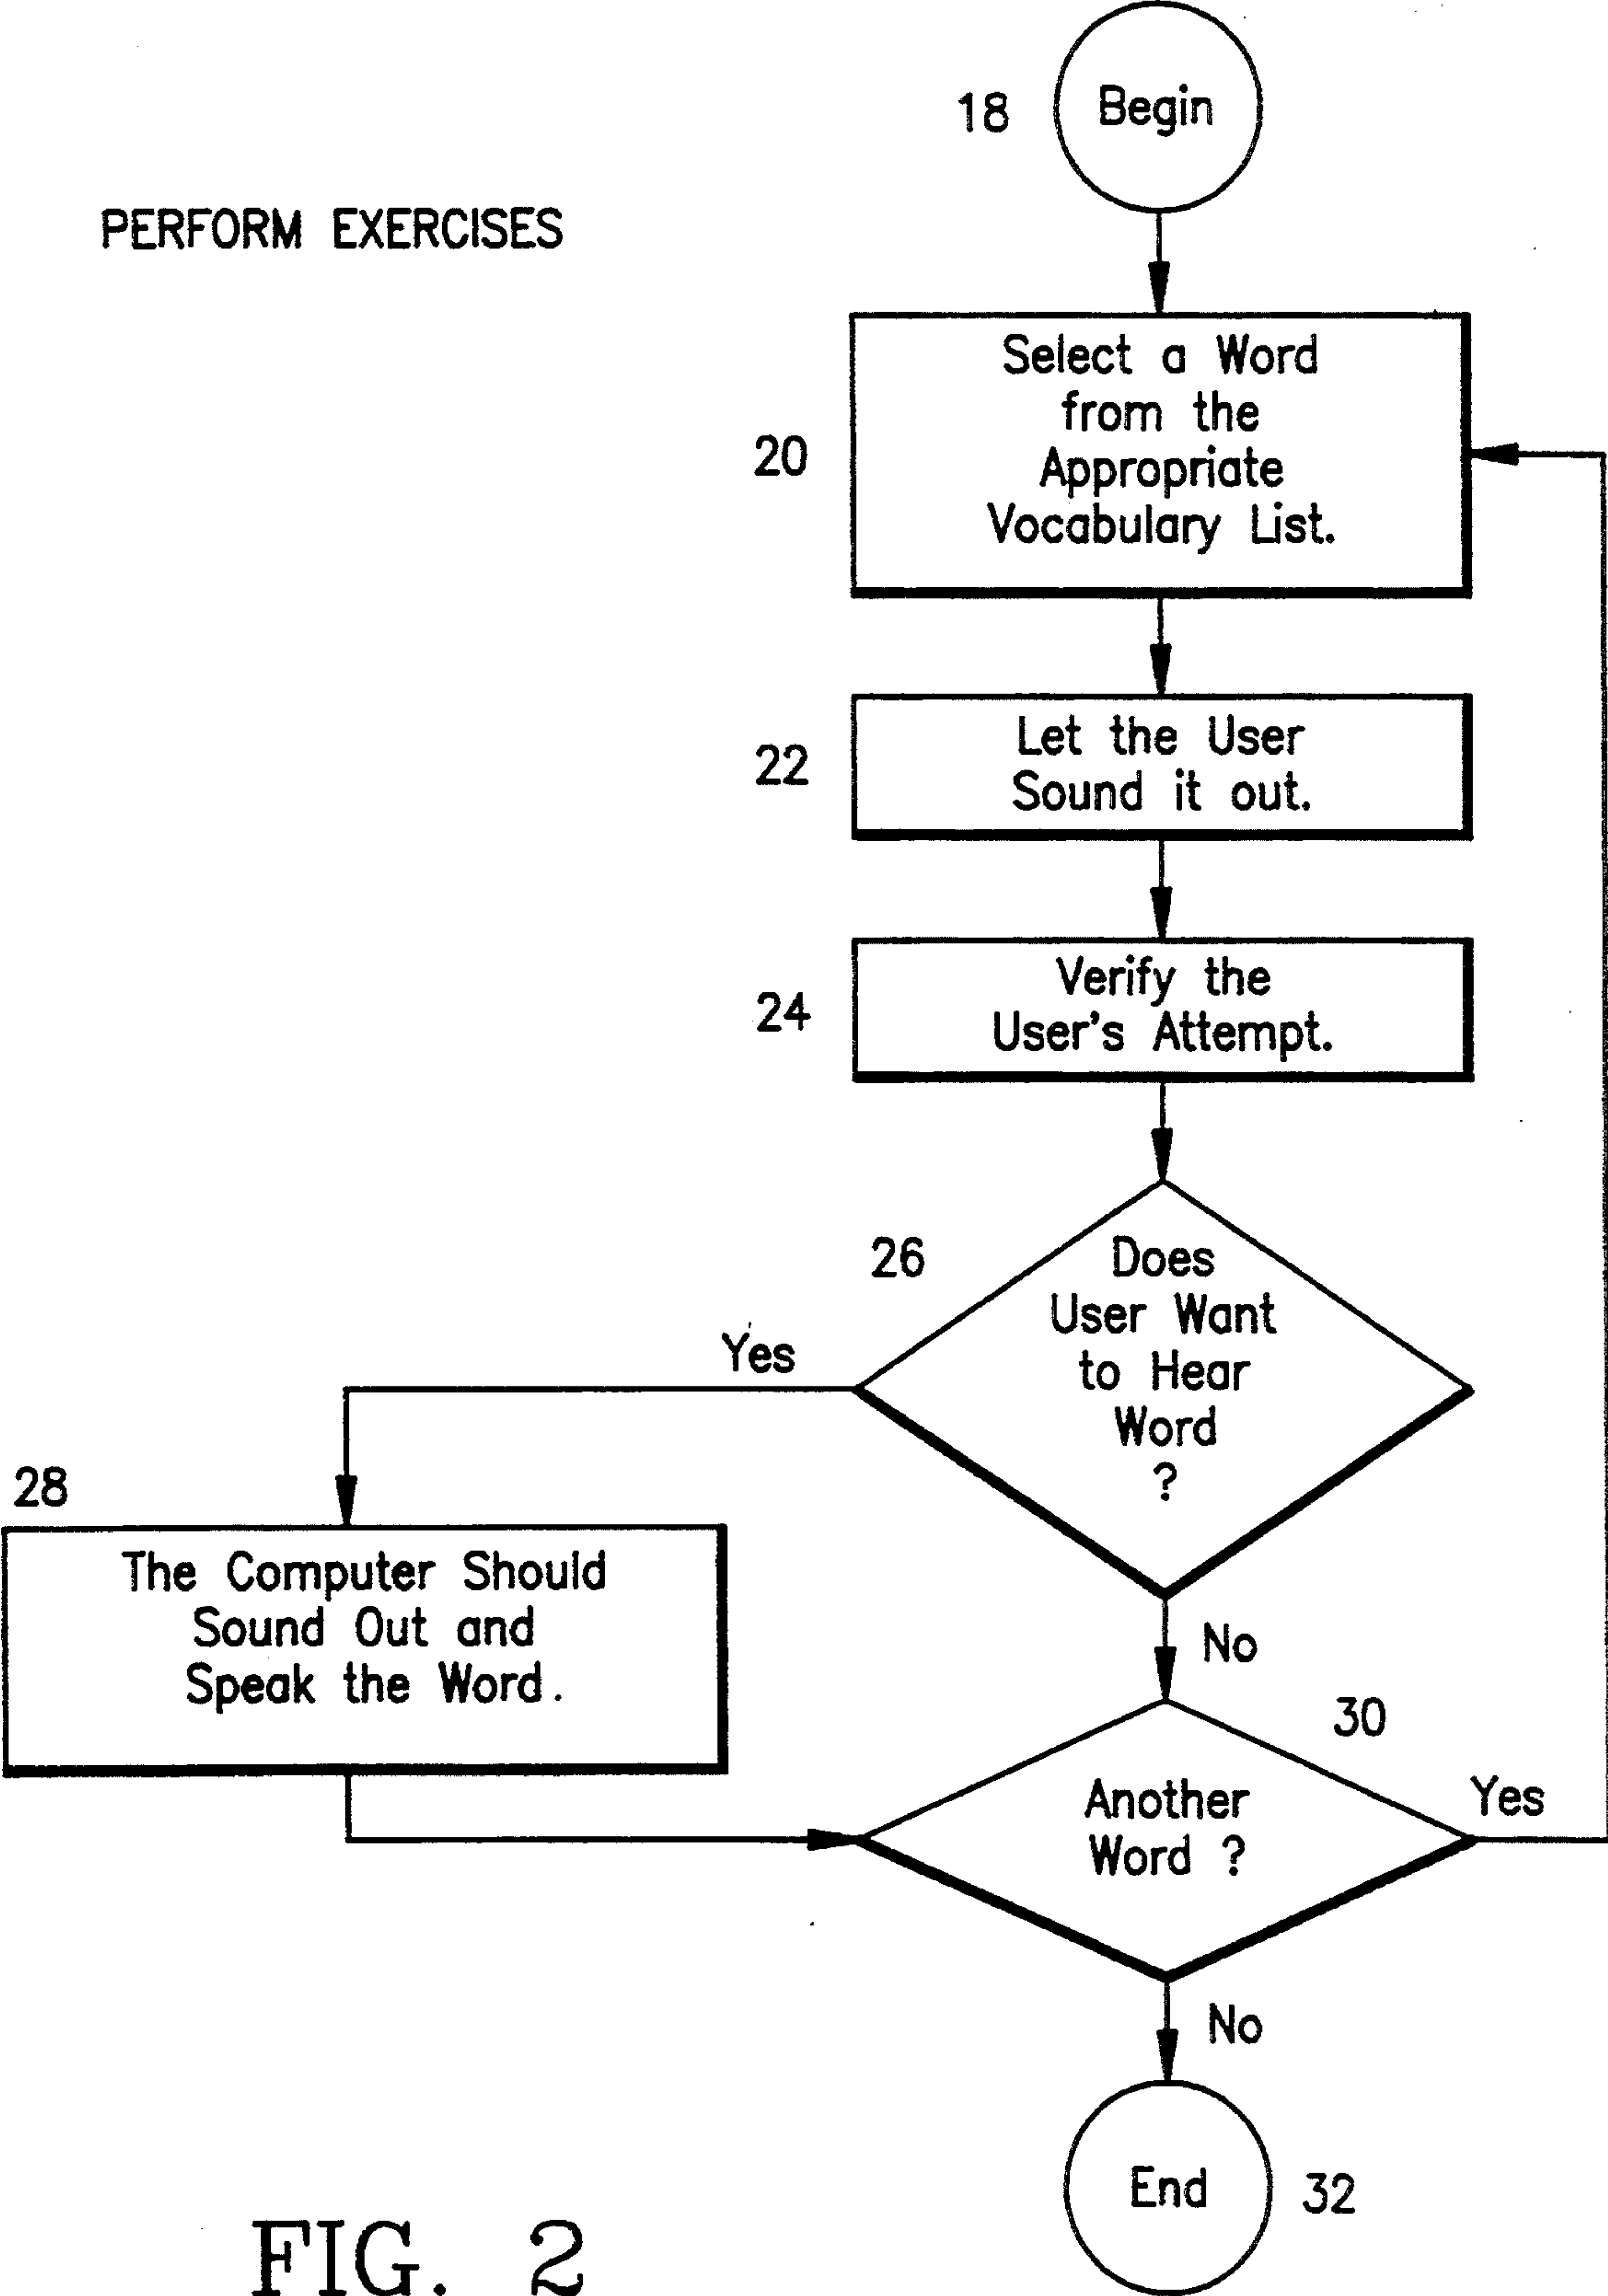 18
Begin
PERFORM EXERCISES
20
Select a Word
from the
Appropriate
Vocabulary List.
22
Let the User
Sound it out.
24
Verify the
User's Attempt.
26
Does
User Want
to Hear
Word
?
Yes
28
The Computer Should
Sound Out and
Speak the Word.
No
30
Another
Word ?
Yes
No
End
32
FIG. 2